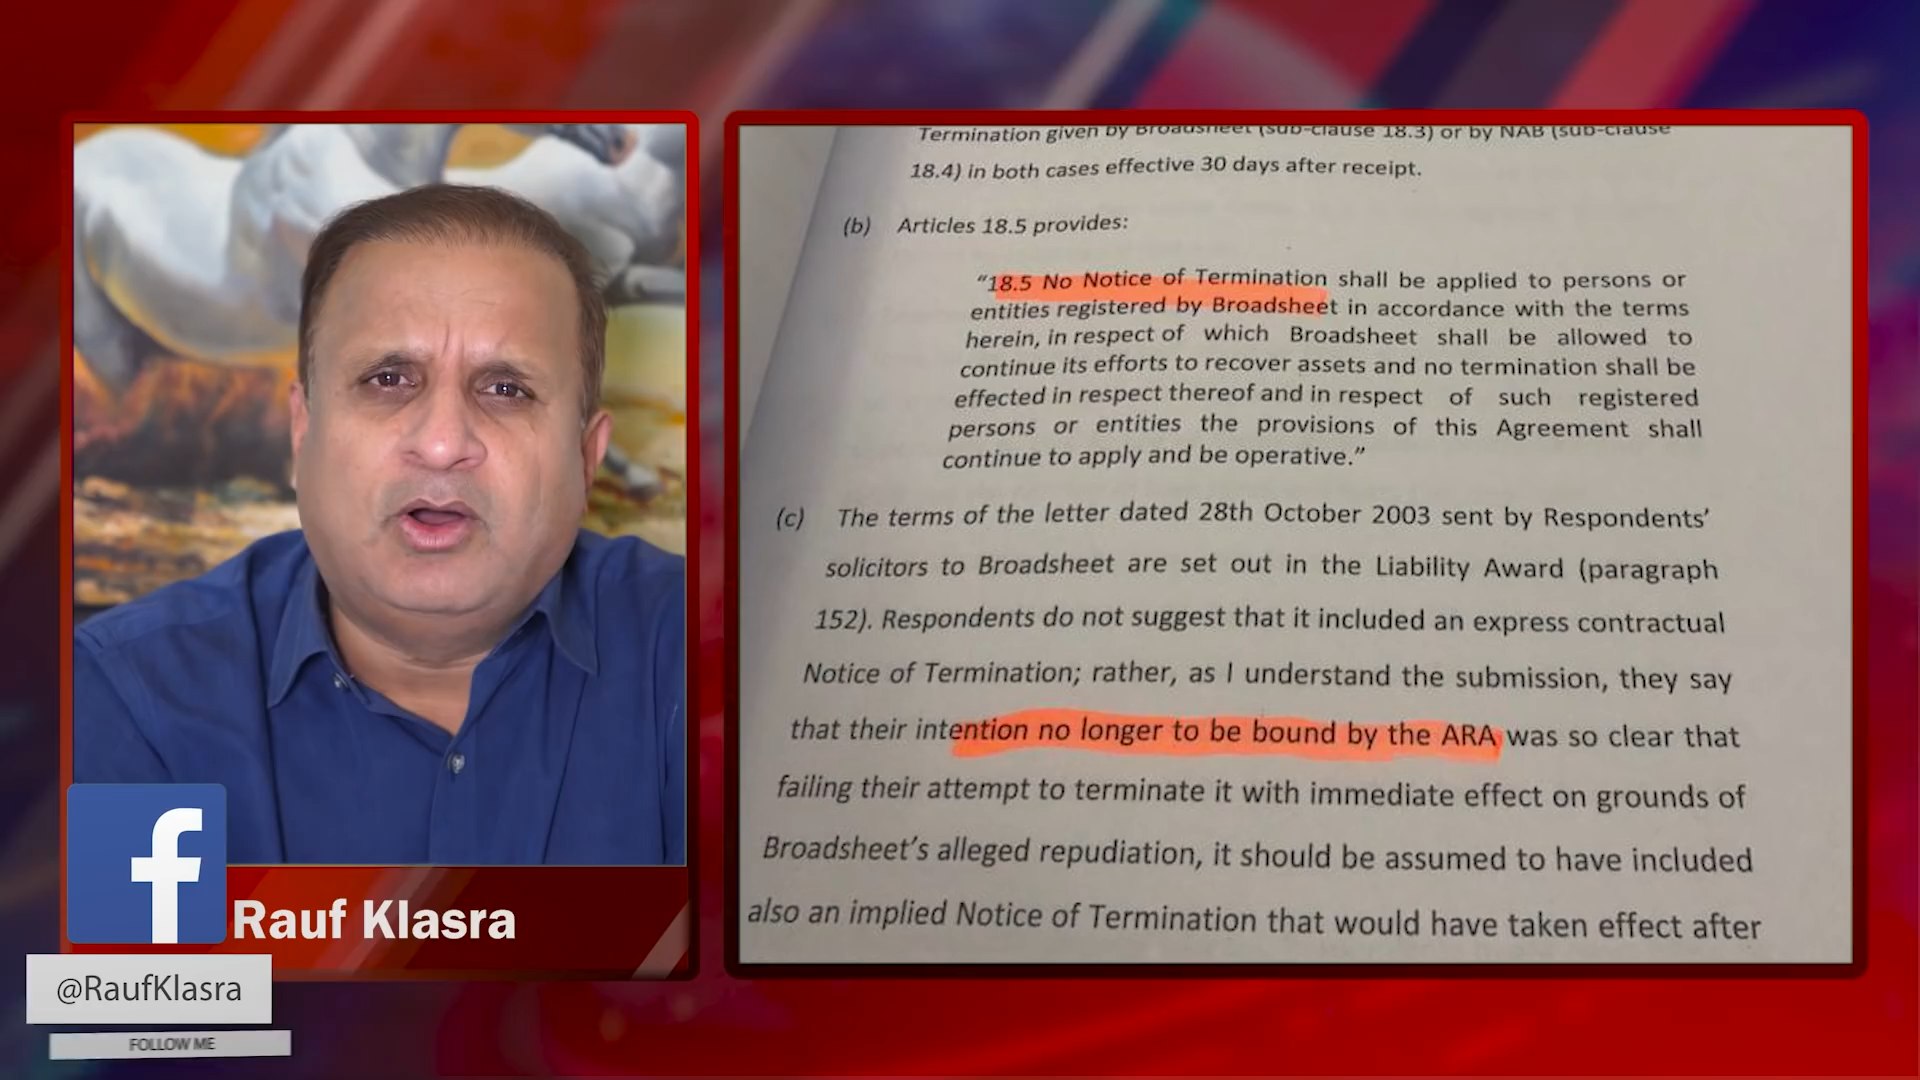 Termination given by Broadsheet (sub-clause 18.3) or by NAB (sub-clause
18.4) in both cases effective 30 days after receipt.
(b) Articles 18.5 provides:
“18.5 No Notice of Termination shall be applied to persons or
entities registered by Broadsheet in accordance with the terms
herein, in respect of which Broadsheet shall be allowed to
continue its efforts to recover assets and no termination shall be
effected in respect thereof and in respect of such registered
persons or entities the provisions of this Agreement shall
continue to apply and be operative.”
(c) The terms of the letter dated 28th October 2003 sent by Respondents’
solicitors to Broadsheet are set out in the Liability Award (paragraph
152). Respondents do not suggest that it included an express contractual
Notice of Termination; rather, as I understand the submission, they say
that their intention no longer to be bound by the ARA was so clear that
failing their attempt to terminate it with immediate effect on grounds of
Broadsheet’s alleged repudiation, it should be assumed to have included
also an implied Notice of Termination that would have taken effect after
f
Rauf Klasra
@RaufKlasra
FOLLOW ME